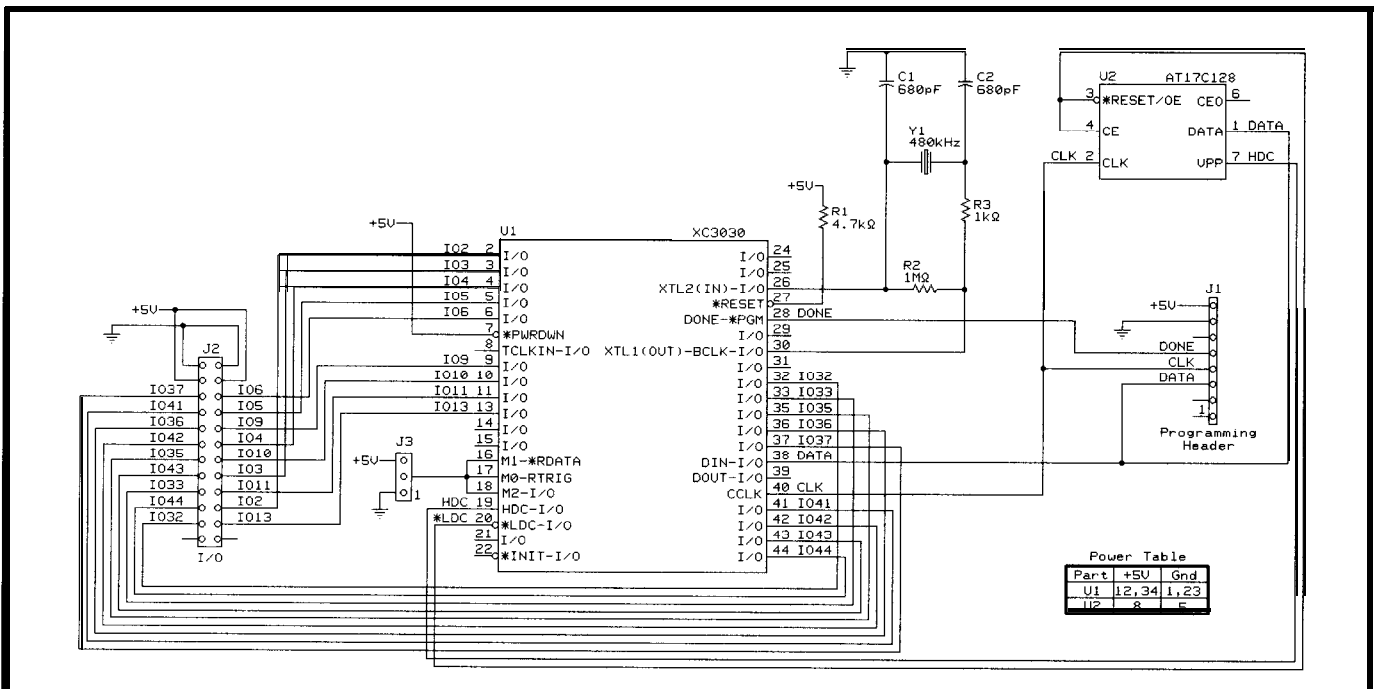 C1
680pF
C2
680pF
Y1
480kHz
+5V
R1
4.7kΩ
R3
1kΩ
R2
1MΩ
U2 AT17C128
3 *RESET/OE CEO 6
4 CE DATA 1 DATA
CLK 2 CLK VPP 7 HDC
+5V
U1 XC3030
IO2 2 I/O
IO3 3 I/O
IO4 4 I/O
IO5 5 I/O
IO6 6 I/O
7 *PWRDWN
8 TCLKIN-I/O
IO9 9 I/O
IO10 10 I/O
IO11 11 I/O
IO13 13 I/O
14 I/O
15 I/O
16 M1-*RDATA
17 M0-RTRIG
18 M2-I/O
HDC 19 HDC-I/O
*LDC 20 *LDC-I/O
21 I/O
22 *INIT-I/O
I/O 24
I/O 25
XTL2(IN)-I/O 26
*RESET 27
DONE-*PGM 28 DONE
I/O 29
XTL1(OUT)-BCLK-I/O 30
I/O 31
I/O 32 IO32
I/O 33 IO33
I/O 35 IO35
I/O 36 IO36
I/O 37 IO37
DIN-I/O 38 DATA
DOUT-I/O 39
CCLK 40 CLK
I/O 41 IO41
I/O 42 IO42
I/O 43 IO43
I/O 44 IO44
+5V
J2
IO37 IO6
IO41 IO5
IO36 IO9
IO42 IO4
IO35 IO10
IO43 IO3
IO33 IO11
IO44 IO2
IO32 IO13
I/O
J3
+5V
1
J1
+5V
DONE
CLK
DATA
1
Programming
Header
Power Table
Part +5V Gnd
U1 12,34 1,23
U2 8 5